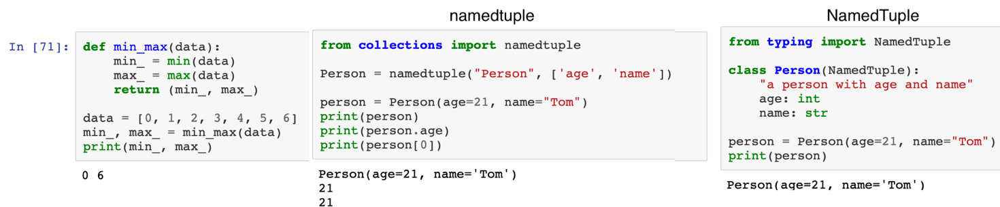 In [71]:
def min_max(data):
    min_ = min(data)
    max_ = max(data)
    return (min_, max_)
data = [0, 1, 2, 3, 4, 5, 6]
min_, max_ = min_max(data)
print(min_, max_)
0 6
namedtuple
from collections import namedtuple
Person = namedtuple("Person", ['age', 'name'])
person = Person(age=21, name="Tom")
print(person)
print(person.age)
print(person[0])
Person(age=21, name='Tom')
21
21
NamedTuple
from typing import NamedTuple
class Person(NamedTuple):
    "a person with age and name"
    age: int
    name: str
person = Person(age=21, name="Tom")
print(person)
Person(age=21, name='Tom')